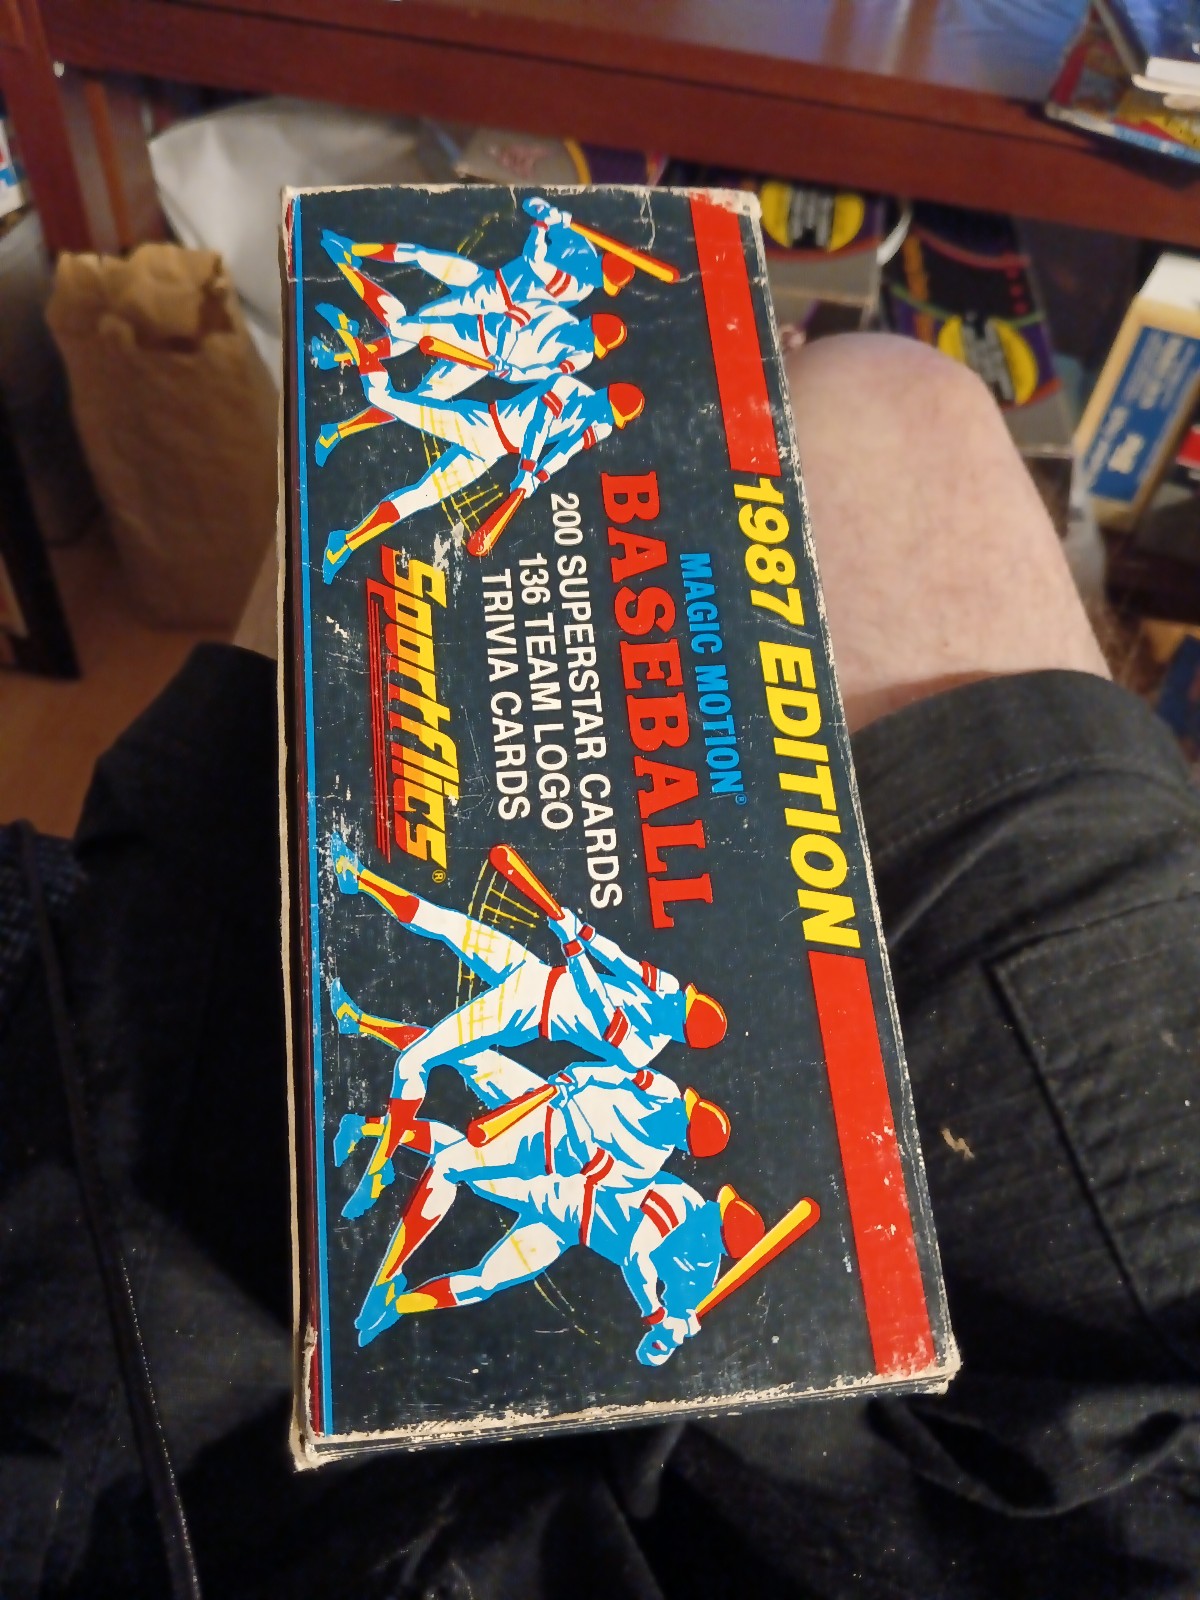 1987 EDITION
MAGIC MOTION®
BASEBALL
200 SUPERSTAR CARDS
136 TEAM LOGO
TRIVIA CARDS
Sportflics®